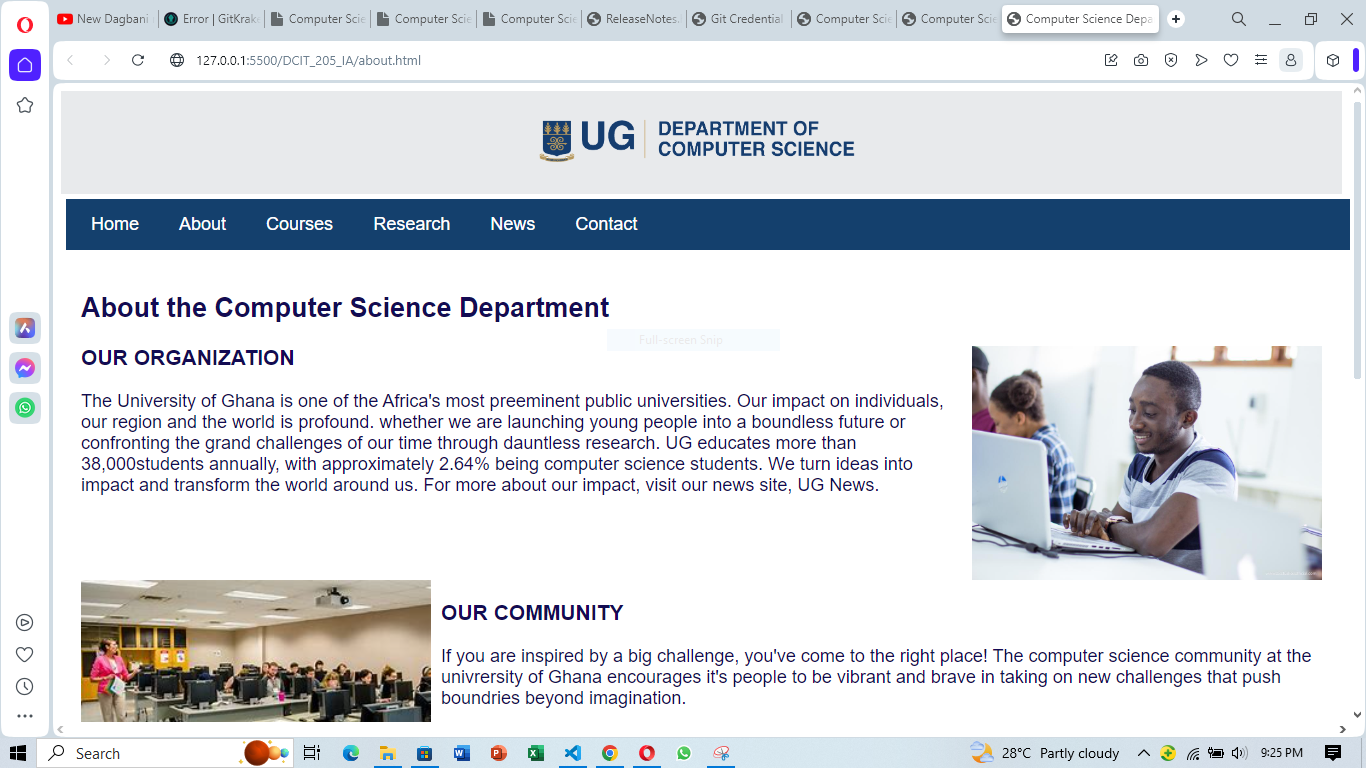 New Dagbani
Error | GitKrake
Computer Scie
Computer Scie
Computer Scie
ReleaseNotes.
Git Credential
Computer Scie
Computer Scie
Computer Science Depa
127.0.0.1:5500/DCIT_205_IA/about.html
UG
DEPARTMENT OF
COMPUTER SCIENCE
Home About Courses Research News Contact
About the Computer Science Department
Full-screen Snip
OUR ORGANIZATION
The University of Ghana is one of the Africa's most preeminent public universities. Our impact on individuals,
our region and the world is profound. whether we are launching young people into a boundless future or
confronting the grand challenges of our time through dauntless research. UG educates more than
38,000students annually, with approximately 2.64% being computer science students. We turn ideas into
impact and transform the world around us. For more about our impact, visit our news site, UG News.
OUR COMMUNITY
If you are inspired by a big challenge, you've come to the right place! The computer science community at the
univrersity of Ghana encourages it's people to be vibrant and brave in taking on new challenges that push
boundries beyond imagination.
Search
28°C Partly cloudy
9:25 PM